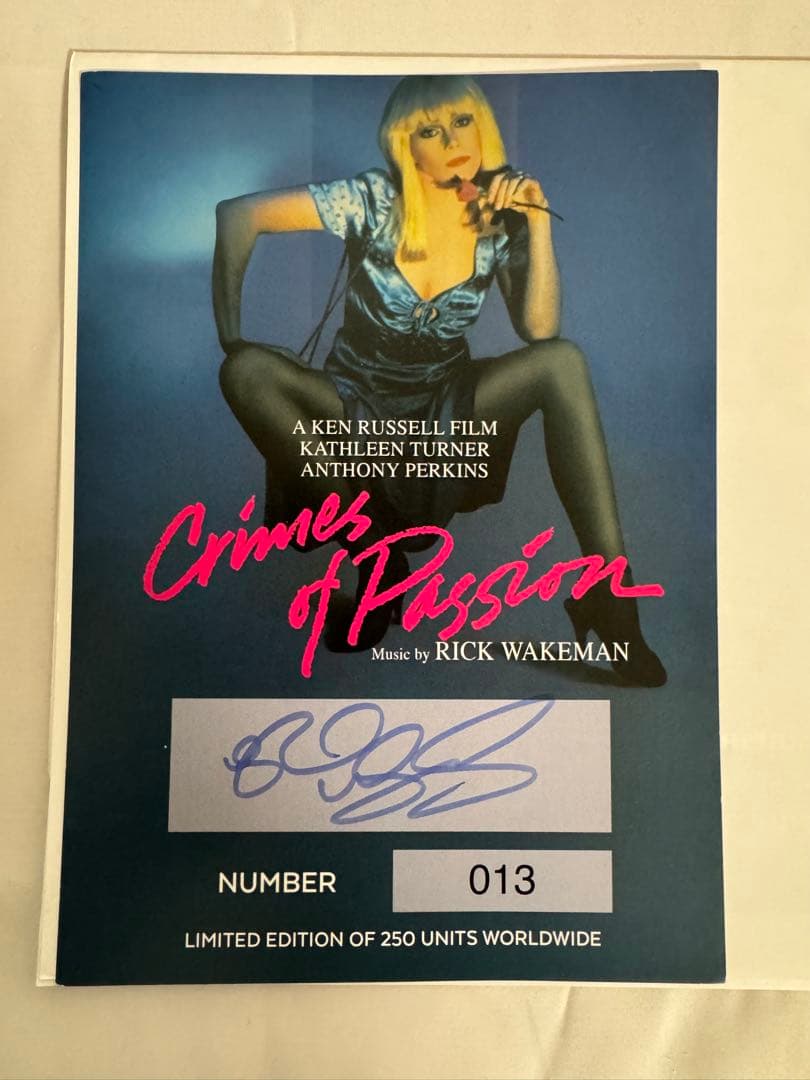 A KEN RUSSELL FILM
KATHLEEN TURNER
ANTHONY PERKINS
Crimes
of Passion
Music by RICK WAKEMAN
NUMBER 013
LIMITED EDITION OF 250 UNITS WORLDWIDE